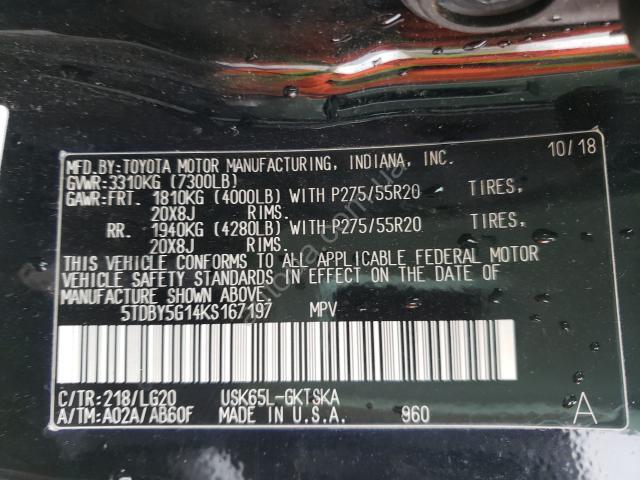 MFD.BY:TOYOTA MOTOR MANUFACTURING, INDIANA, INC. 10/18
GVWR:3310KG (7300LB)
GAWR:FRT. 1810KG (4000LB) WITH P275/55R20 TIRES,
20X8J RIMS.
RR. 1940KG (4280LB) WITH P275/55R20 TIRES,
20X8J RIMS.
THIS VEHICLE CONFORMS TO ALL APPLICABLE FEDERAL MOTOR
VEHICLE SAFETY STANDARDS IN EFFECT ON THE DATE OF
MANUFACTURE SHOWN ABOVE.
5TDBY5G14KS167197 MPV
C/TR:218/LG20 USK65L-GKTSKA
A/TM:A02A/AB60F MADE IN U.S.A. 960 A